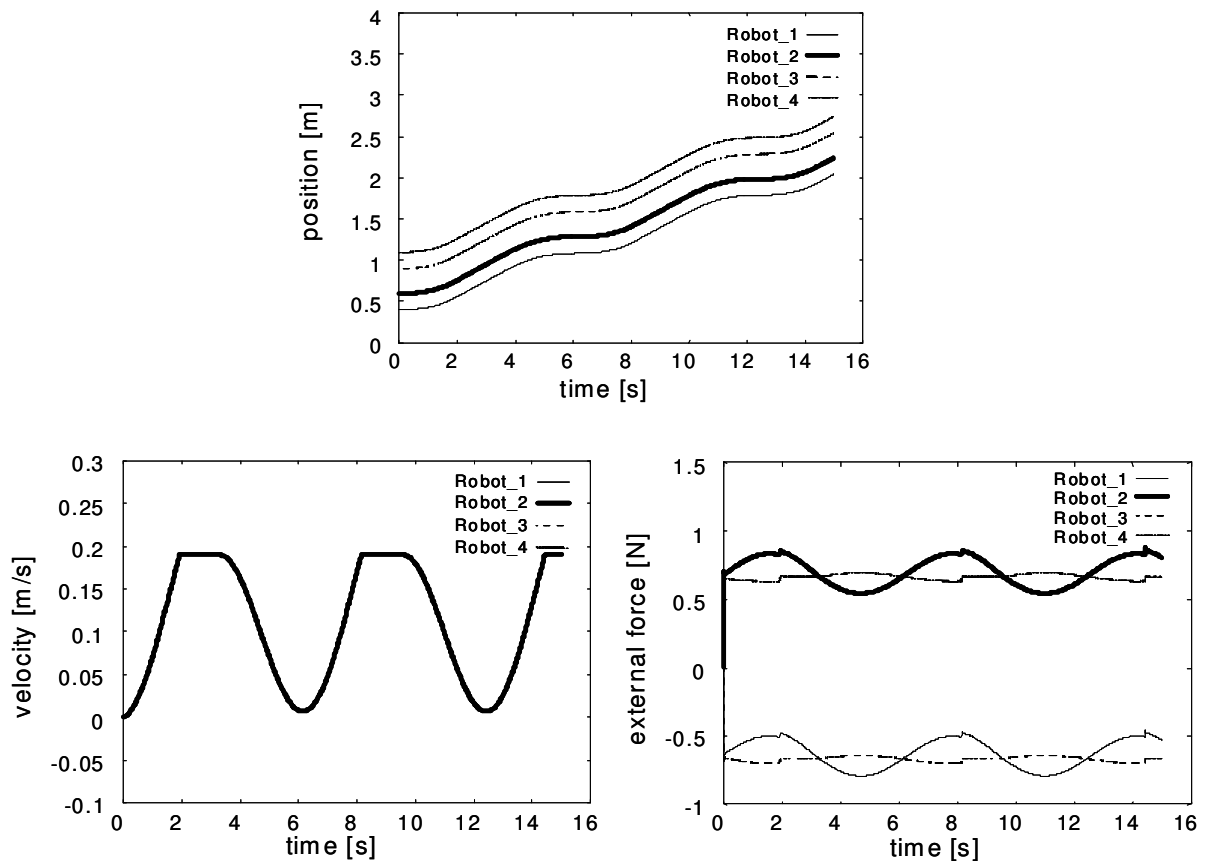 4
3.5
3
2.5
2
1.5
1
0.5
0
position [m]
Robot_1
Robot_2
Robot_3
Robot_4
0 2 4 6 8 10 12 14 16
time [s]
0.3
0.25
0.2
0.15
0.1
0.05
0
-0.05
-0.1
velocity [m/s]
Robot_1
Robot_2
Robot_3
Robot_4
0 2 4 6 8 10 12 14 16
time [s]
1.5
1
0.5
0
-0.5
-1
external force [N]
Robot_1
Robot_2
Robot_3
Robot_4
0 2 4 6 8 10 12 14 16
time [s]